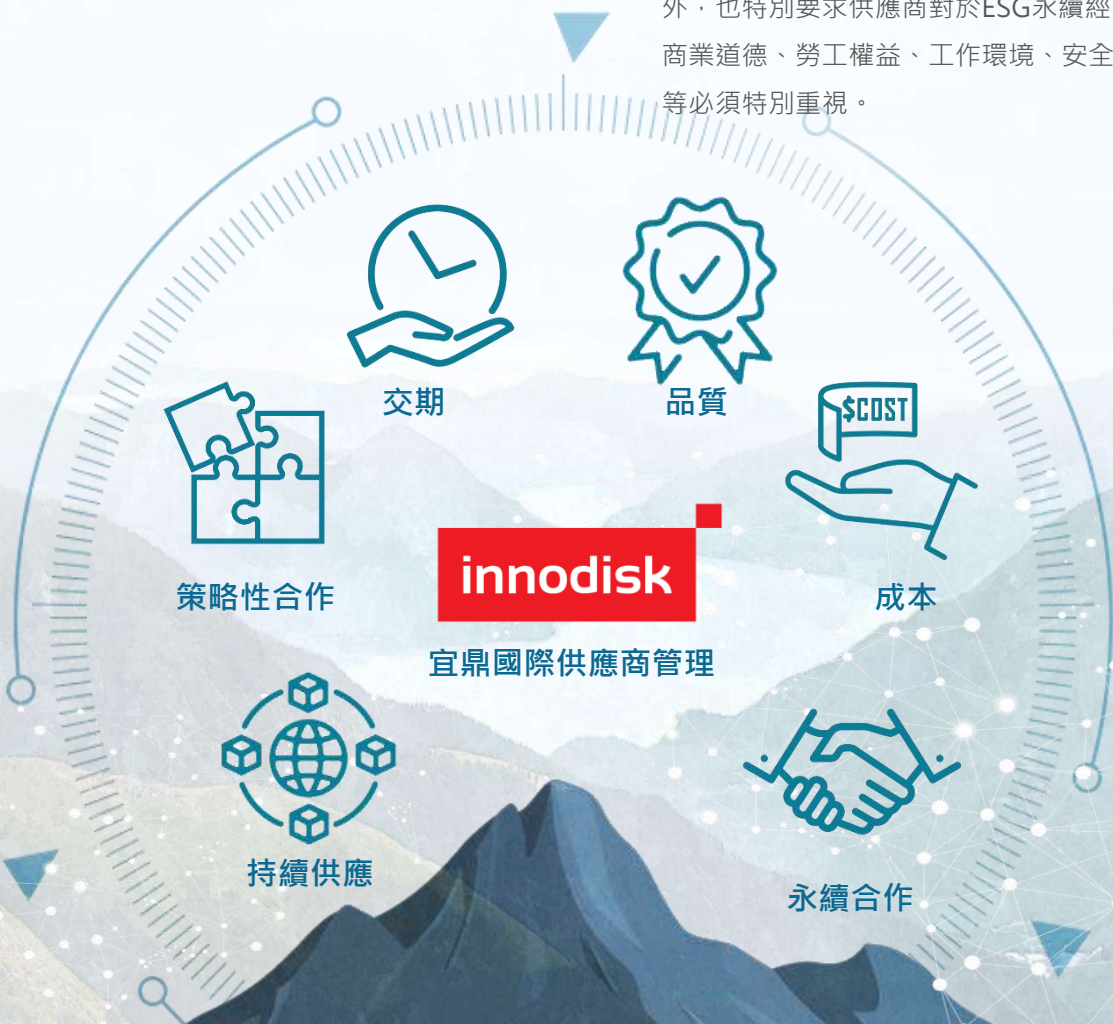 外，也特別要求供應商對於ESG永續經
商業道德、勞工權益、工作環境、安全
等必須特別重視。
交期
品質
$COST
策略性合作
innodisk
成本
宜鼎國際供應商管理
持續供應
永續合作